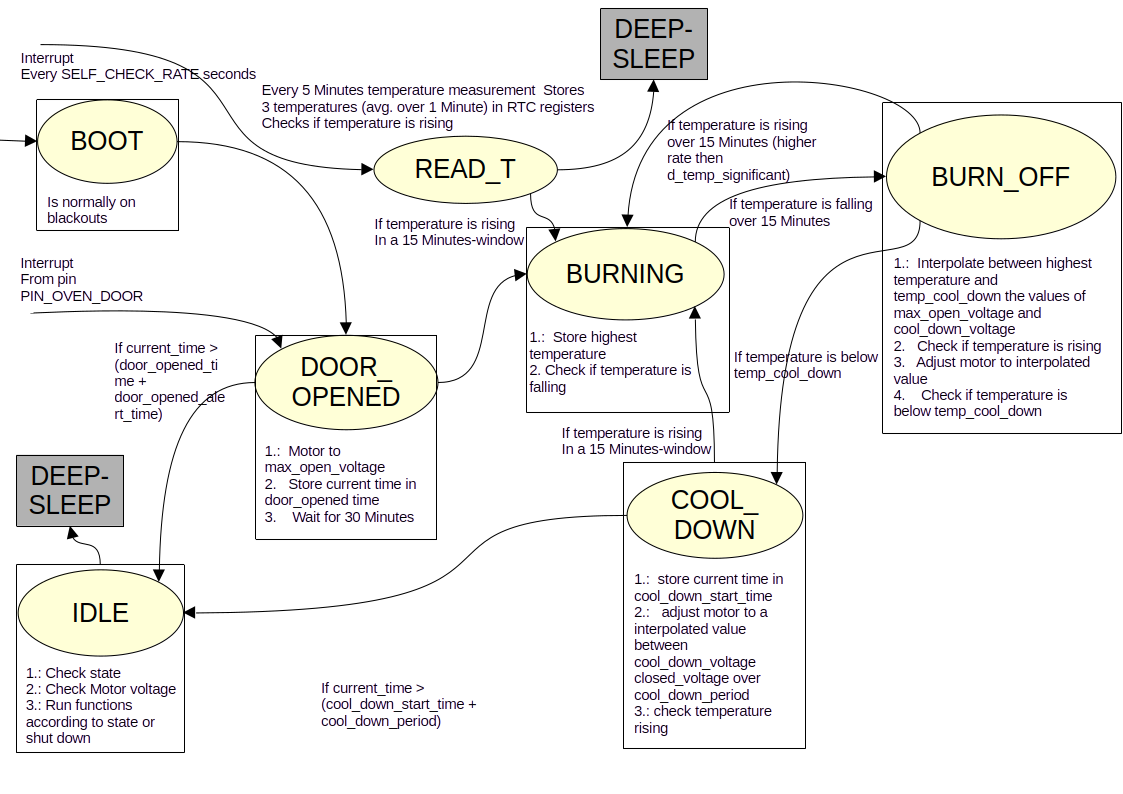 DEEP-
SLEEP
Interrupt
Every SELF_CHECK_RATE seconds
Every 5 Minutes temperature measurement  Stores
3 temperatures (avg. over 1 Minute) in RTC registers
Checks if temperature is rising
BOOT
Is normally on
blackouts
READ_T
If temperature is rising
over 15 Minutes (higher
rate then
d_temp_significant)
BURN_OFF
If temperature is falling
over 15 Minutes
If temperature is rising
In a 15 Minutes-window
Interrupt
From pin
PIN_OVEN_DOOR
BURNING
1.:  Store highest
temperature
2. Check if temperature is
falling
1.:  Interpolate between highest
temperature and
temp_cool_down the values of
max_open_voltage and
cool_down_voltage
2.   Check if temperature is rising
3.   Adjust motor to interpolated
value
4.    Check if temperature is
below temp_cool_down
If current_time >
(door_opened_ti
me +
door_opened_ale
rt_time)
DOOR_
OPENED
1.:  Motor to
max_open_voltage
2.   Store current time in
door_opened time
3.    Wait for 30 Minutes
If temperature is below
temp_cool_down
If temperature is rising
In a 15 Minutes-window
DEEP-
SLEEP
COOL_
DOWN
1.:  store current time in
cool_down_start_time
2.:   adjust motor to a
interpolated value
between
cool_down_voltage
closed_voltage over
cool_down_period
3.: check temperature
rising
IDLE
1.: Check state
2.: Check Motor voltage
3.: Run functions
according to state or
shut down
If current_time >
(cool_down_start_time +
cool_down_period)